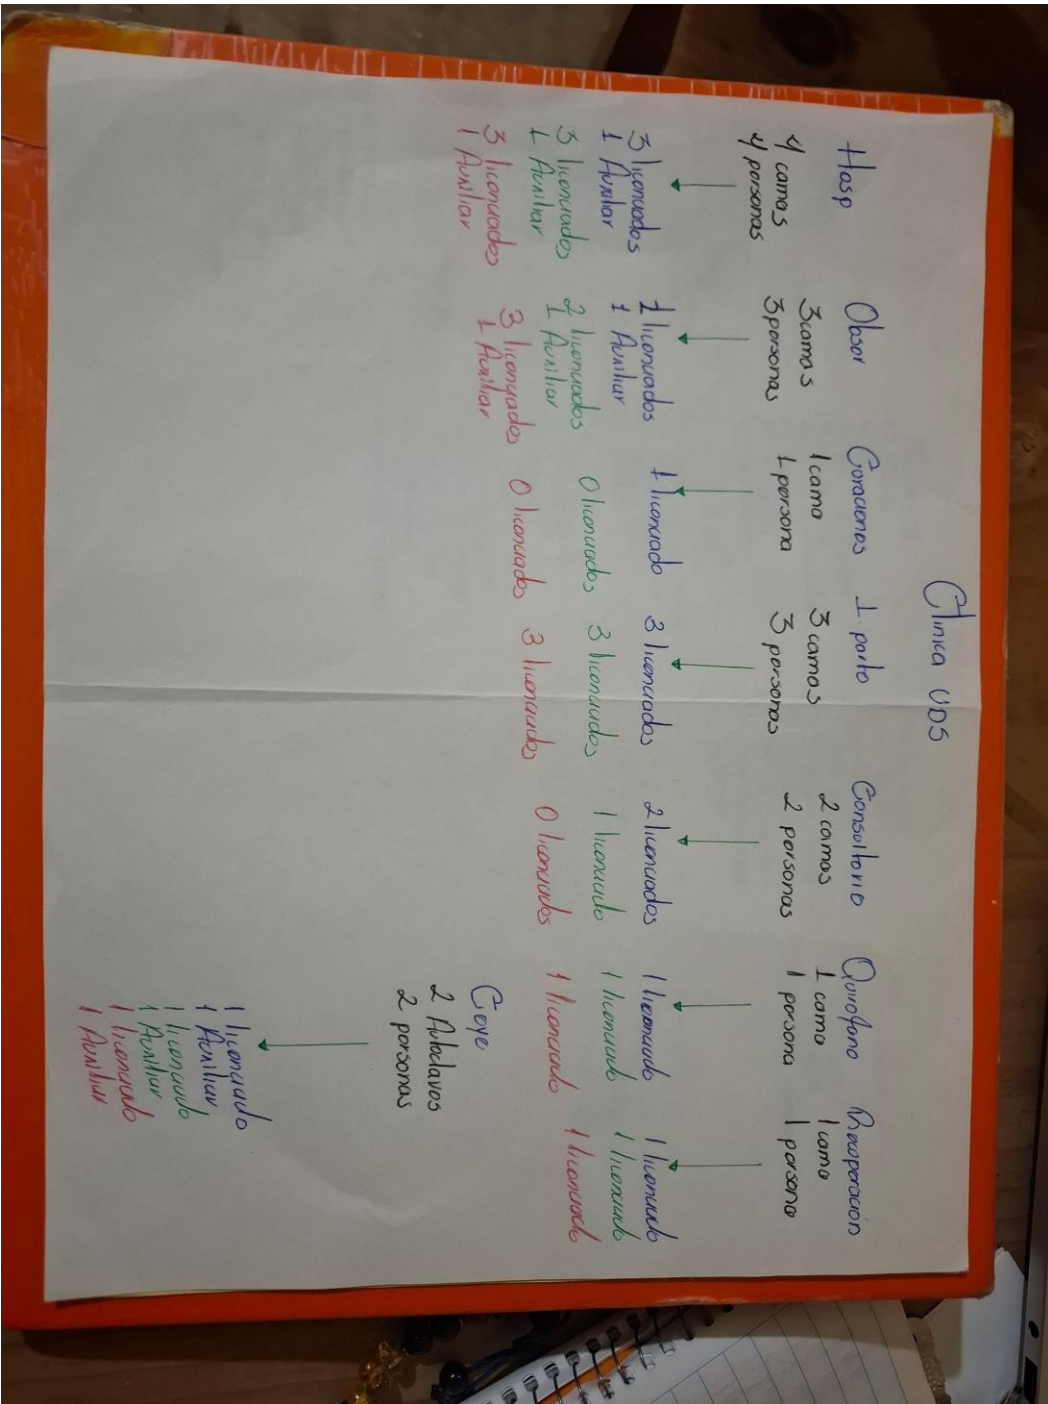 Clinica UDS
Hosp
4 camas
4 personas
3 licenciados
1 Auxiliar
3 licenciados
1 Auxiliar
3 licenciados
1 Auxiliar
Obser
3 camas
3 personas
2 licenciados
1 Auxiliar
2 licenciados
1 Auxiliar
3 licenciados
1 Auxiliar
Curaciones
1 cama
1 persona
1 licenciado
0 licenciados
0 licenciados
1 parto
3 camas
3 personas
3 licenciados
3 licenciados
3 licenciados
Consultorio
2 camas
2 personas
2 licenciados
1 licenciado
0 licenciados
Quirofano
1 cama
1 persona
1 licenciado
1 licenciado
1 licenciado
Recuperación
1 cama
1 persona
1 licenciado
1 licenciado
1 licenciado
Ceye
2 Autoclaves
2 personas
1 licenciado
1 Auxiliar
1 licenciado
1 Auxiliar
1 licenciado
1 Auxiliar